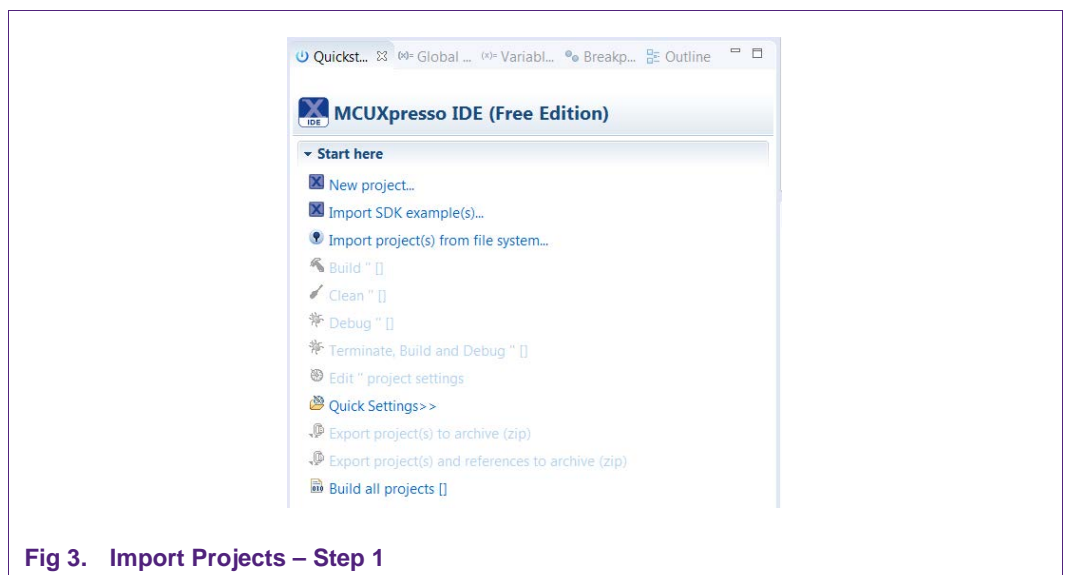 Quickst... Global ... Variabl... Breakp... Outline
IDE
MCUXpresso IDE (Free Edition)
Start here
New project...
Import SDK example(s)...
Import project(s) from file system...
Build '' []
Clean '' []
Debug '' []
Terminate, Build and Debug '' []
Edit '' project settings
Quick Settings>>
Export project(s) to archive (zip)
Export project(s) and references to archive (zip)
Build all projects []
Fig 3. Import Projects – Step 1